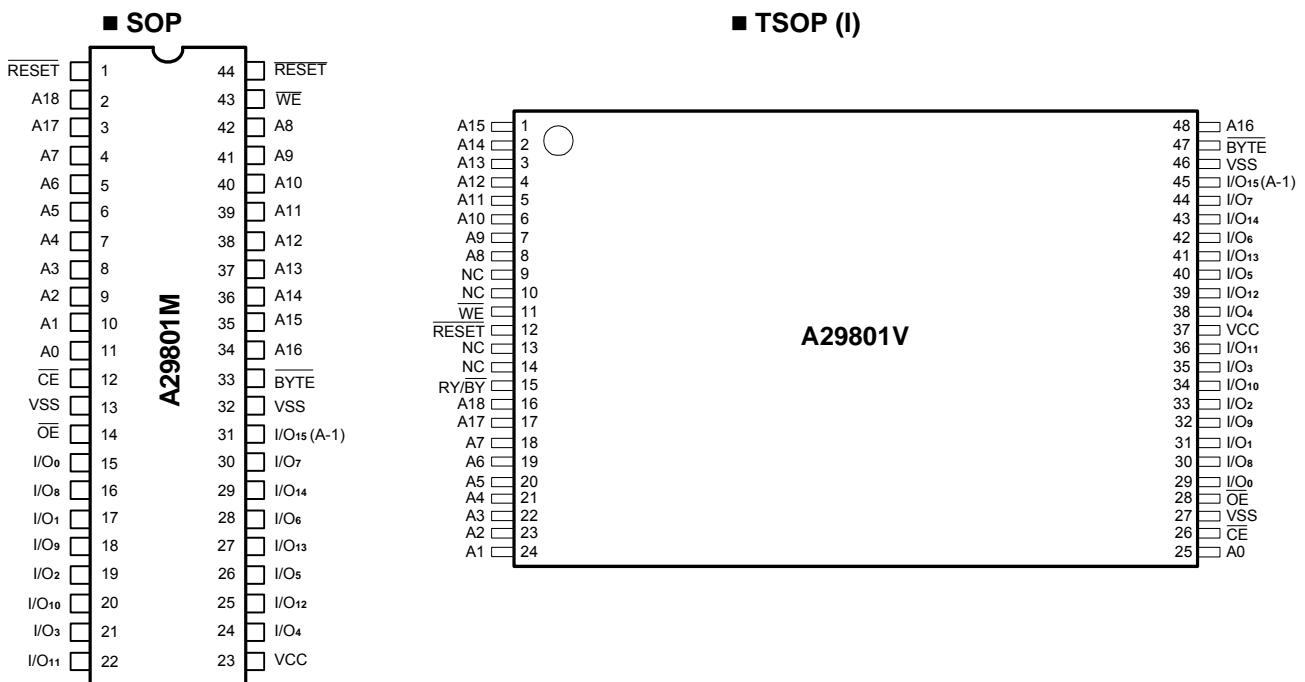 ■ SOP
RESET 1 44 RESET
A18 2 43 WE
A17 3 42 A8
A7 4 41 A9
A6 5 40 A10
A5 6 39 A11
A4 7 38 A12
A3 8 37 A13
A2 9 36 A14
A1 10 35 A15
A0 11 34 A16
CE 12 33 BYTE
VSS 13 32 VSS
OE 14 31 I/O15 (A-1)
I/O0 15 30 I/O7
I/O8 16 29 I/O14
I/O1 17 28 I/O6
I/O9 18 27 I/O13
I/O2 19 26 I/O5
I/O10 20 25 I/O12
I/O3 21 24 I/O4
I/O11 22 23 VCC
A29801M
■ TSOP (I)
A15 1 48 A16
A14 2 47 BYTE
A13 3 46 VSS
A12 4 45 I/O15 (A-1)
A11 5 44 I/O7
A10 6 43 I/O14
A9 7 42 I/O6
A8 8 41 I/O13
NC 9 40 I/O5
NC 10 39 I/O12
WE 11 38 I/O4
RESET 12 37 VCC
NC 13 36 I/O11
NC 14 35 I/O3
RY/BY 15 34 I/O10
A18 16 33 I/O2
A17 17 32 I/O9
A7 18 31 I/O1
A6 19 30 I/O8
A5 20 29 I/O0
A4 21 28 OE
A3 22 27 VSS
A2 23 26 CE
A1 24 25 A0
A29801V